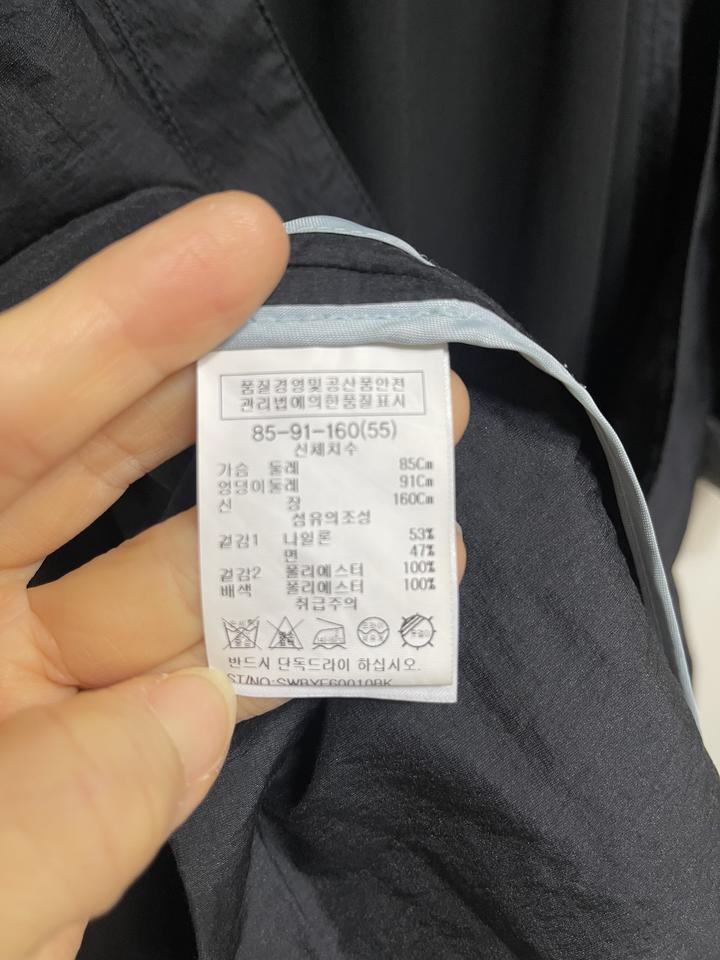 품질경영및공산품안전
관리법에의한품질표시
85-91-160(55)
신체치수
가슴 둘레 85Cm
엉덩이둘레 91Cm
신 장 160Cm
섬유의조성
겉감1 나일론 53%
면 47%
겉감2 폴리에스터 100%
배색 폴리에스터 100%
취급주의
반드시 단독드라이 하십시오.
ST/NO:SWBYF60010BK